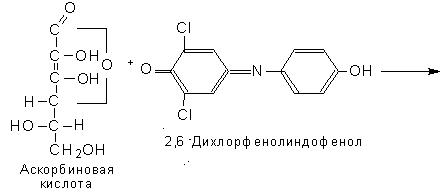 O
C
C–OH
O
C–OH
H–C
HO–C–H
CH₂OH
Аскорбиновая
кислота
+
Cl
O=
=N–
–OH
Cl
2,6 -Дихлорфенолиндофенол